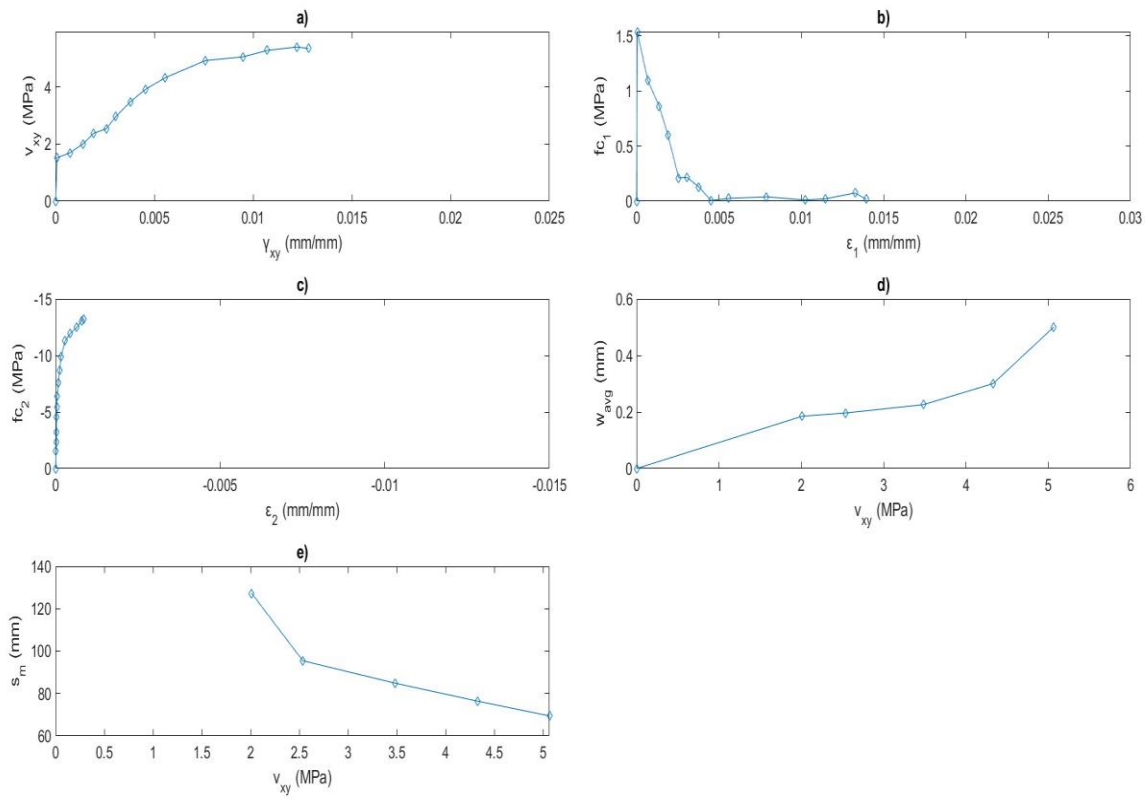 a)
v_xy (MPa)
4
2
0
0 0.005 0.01 0.015 0.02 0.025
γ_xy (mm/mm)
b)
fc_1 (MPa)
1.5
1
0.5
0
0 0.005 0.01 0.015 0.02 0.025 0.03
ε_1 (mm/mm)
c)
fc_2 (MPa)
-15
-10
-5
0
0 -0.005 -0.01 -0.015
ε_2 (mm/mm)
d)
w_avg (mm)
0.6
0.4
0.2
0
0 1 2 3 4 5 6
v_xy (MPa)
e)
s_m (mm)
140
120
100
80
60
0 0.5 1 1.5 2 2.5 3 3.5 4 4.5 5
v_xy (MPa)